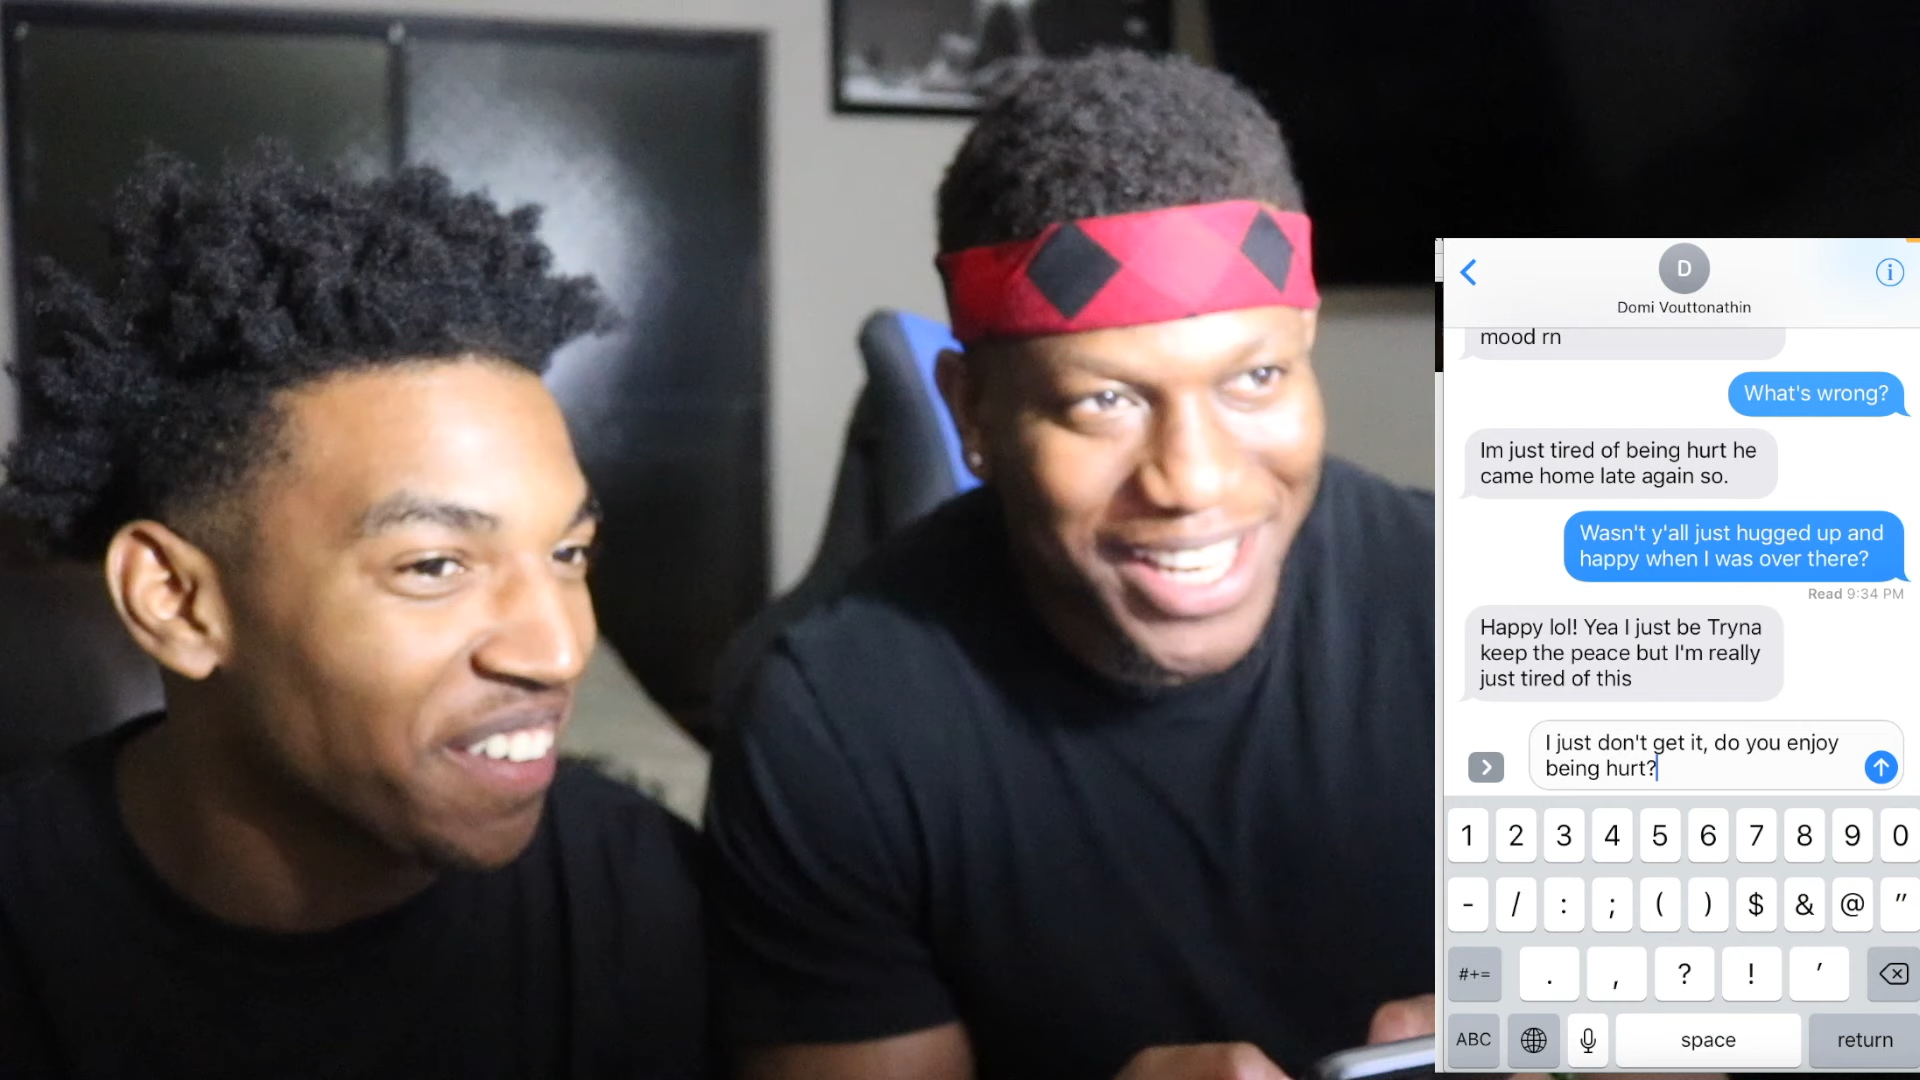 D
Domi Vouttonathin
mood rn
What's wrong?
Im just tired of being hurt he
came home late again so.
Wasn't y'all just hugged up and
happy when I was over there?
Read 9:34 PM
Happy lol! Yea I just be Tryna
keep the peace but I'm really
just tired of this
I just don't get it, do you enjoy
being hurt?
1 2 3 4 5 6 7 8 9 0
- / : ; ( ) $ & @ "
#+= . , ? ! '
ABC space return